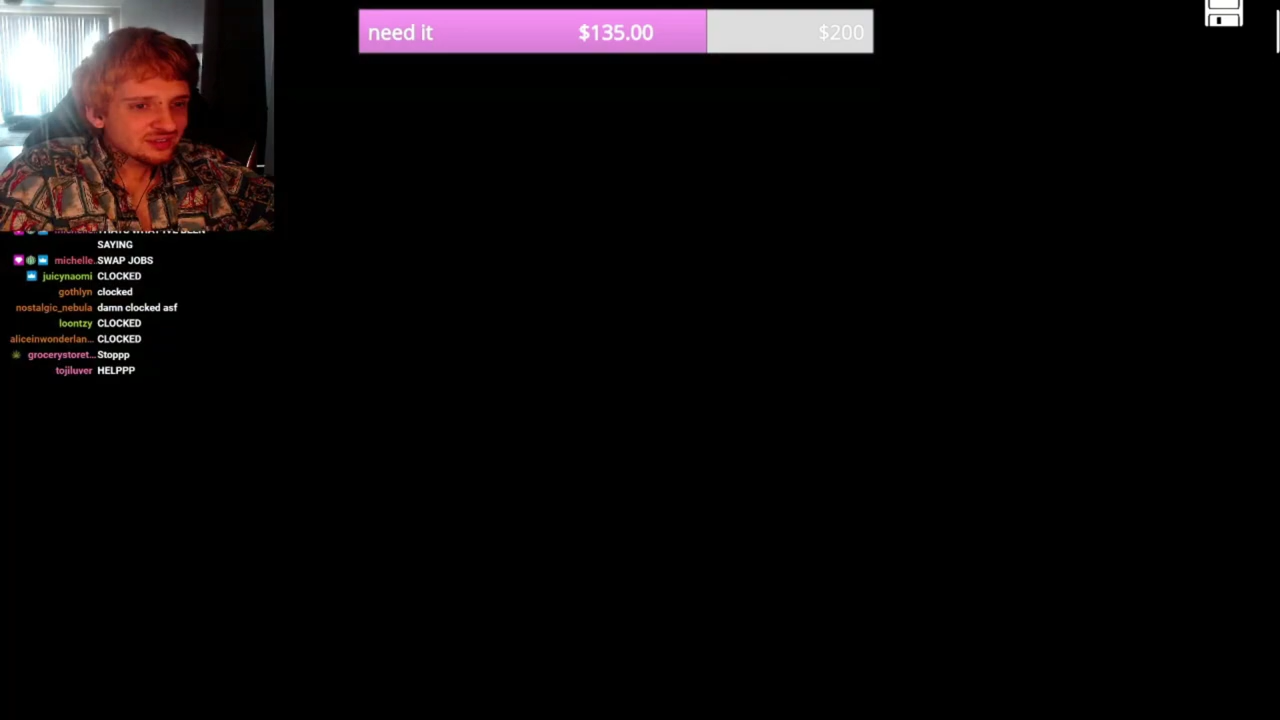 need it $135.00 $200
SAYING
michelle.. SWAP JOBS
juicynaomi CLOCKED
gothlyn clocked
nostalgic_nebula damn clocked asf
loontzy CLOCKED
aliceinwonderlan... CLOCKED
grocerystoret... Stoppp
tojiluver HELPPP